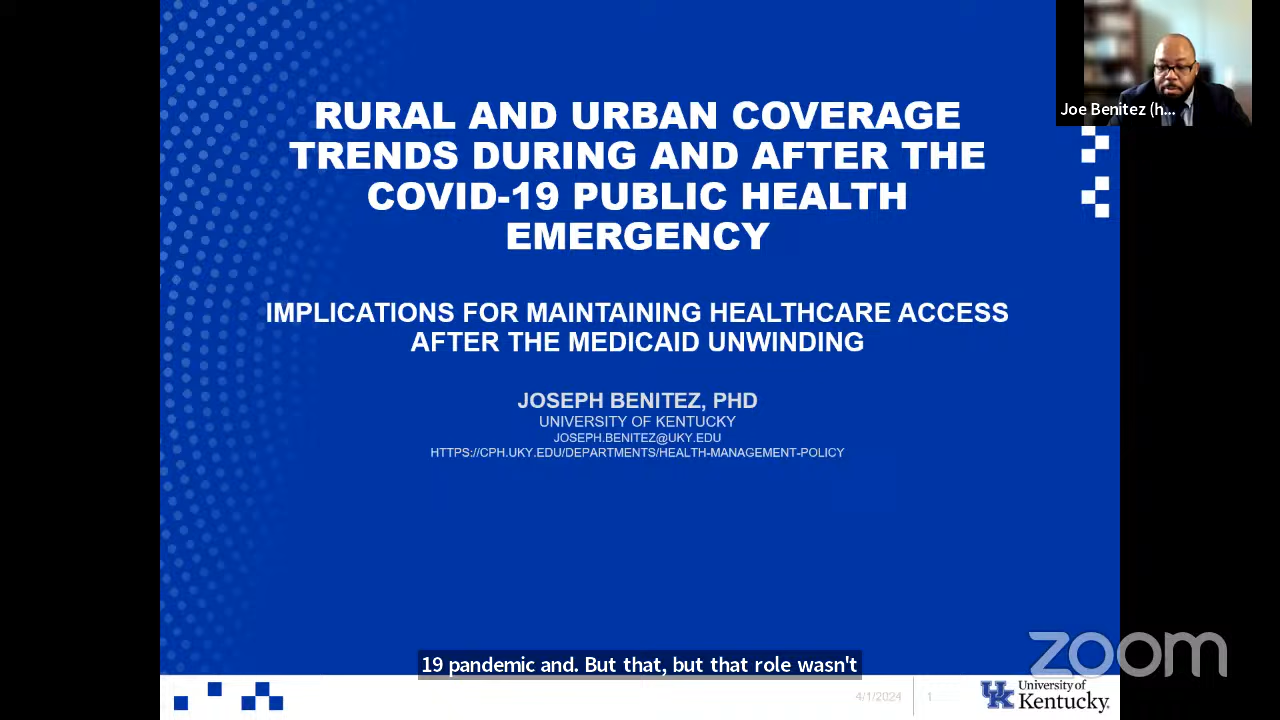 RURAL AND URBAN COVERAGE
TRENDS DURING AND AFTER THE
COVID-19 PUBLIC HEALTH
EMERGENCY
IMPLICATIONS FOR MAINTAINING HEALTHCARE ACCESS
AFTER THE MEDICAID UNWINDING
JOSEPH BENITEZ, PHD
UNIVERSITY OF KENTUCKY
JOSEPH.BENITEZ@UKY.EDU
HTTPS://CPH.UKY.EDU/DEPARTMENTS/HEALTH-MANAGEMENT-POLICY
Joe Benitez (h...
19 pandemic and. But that, but that role wasn't
zoom
4/1/2024
1
UK
University of
Kentucky.